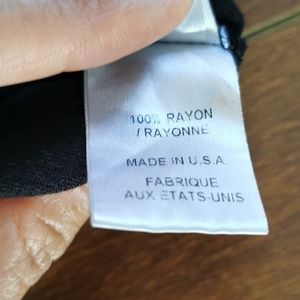 100% RAYON
/ RAYONNE
MADE IN U.S.A.
FABRIQUE
AUX ETATS-UNIS